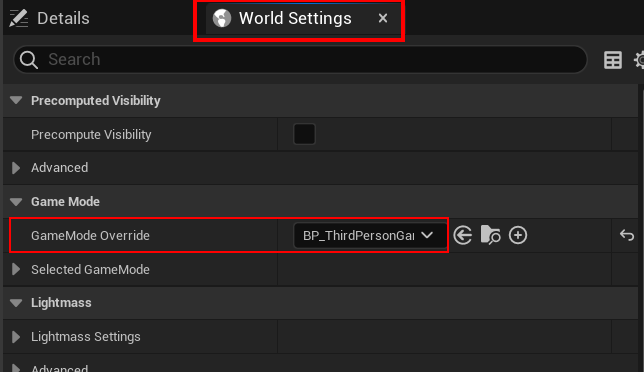 Details
World Settings
Search
Precomputed Visibility
Precompute Visibility
Advanced
Game Mode
GameMode Override
BP_ThirdPersonGa
Selected GameMode
Lightmass
Lightmass Settings
Advanced